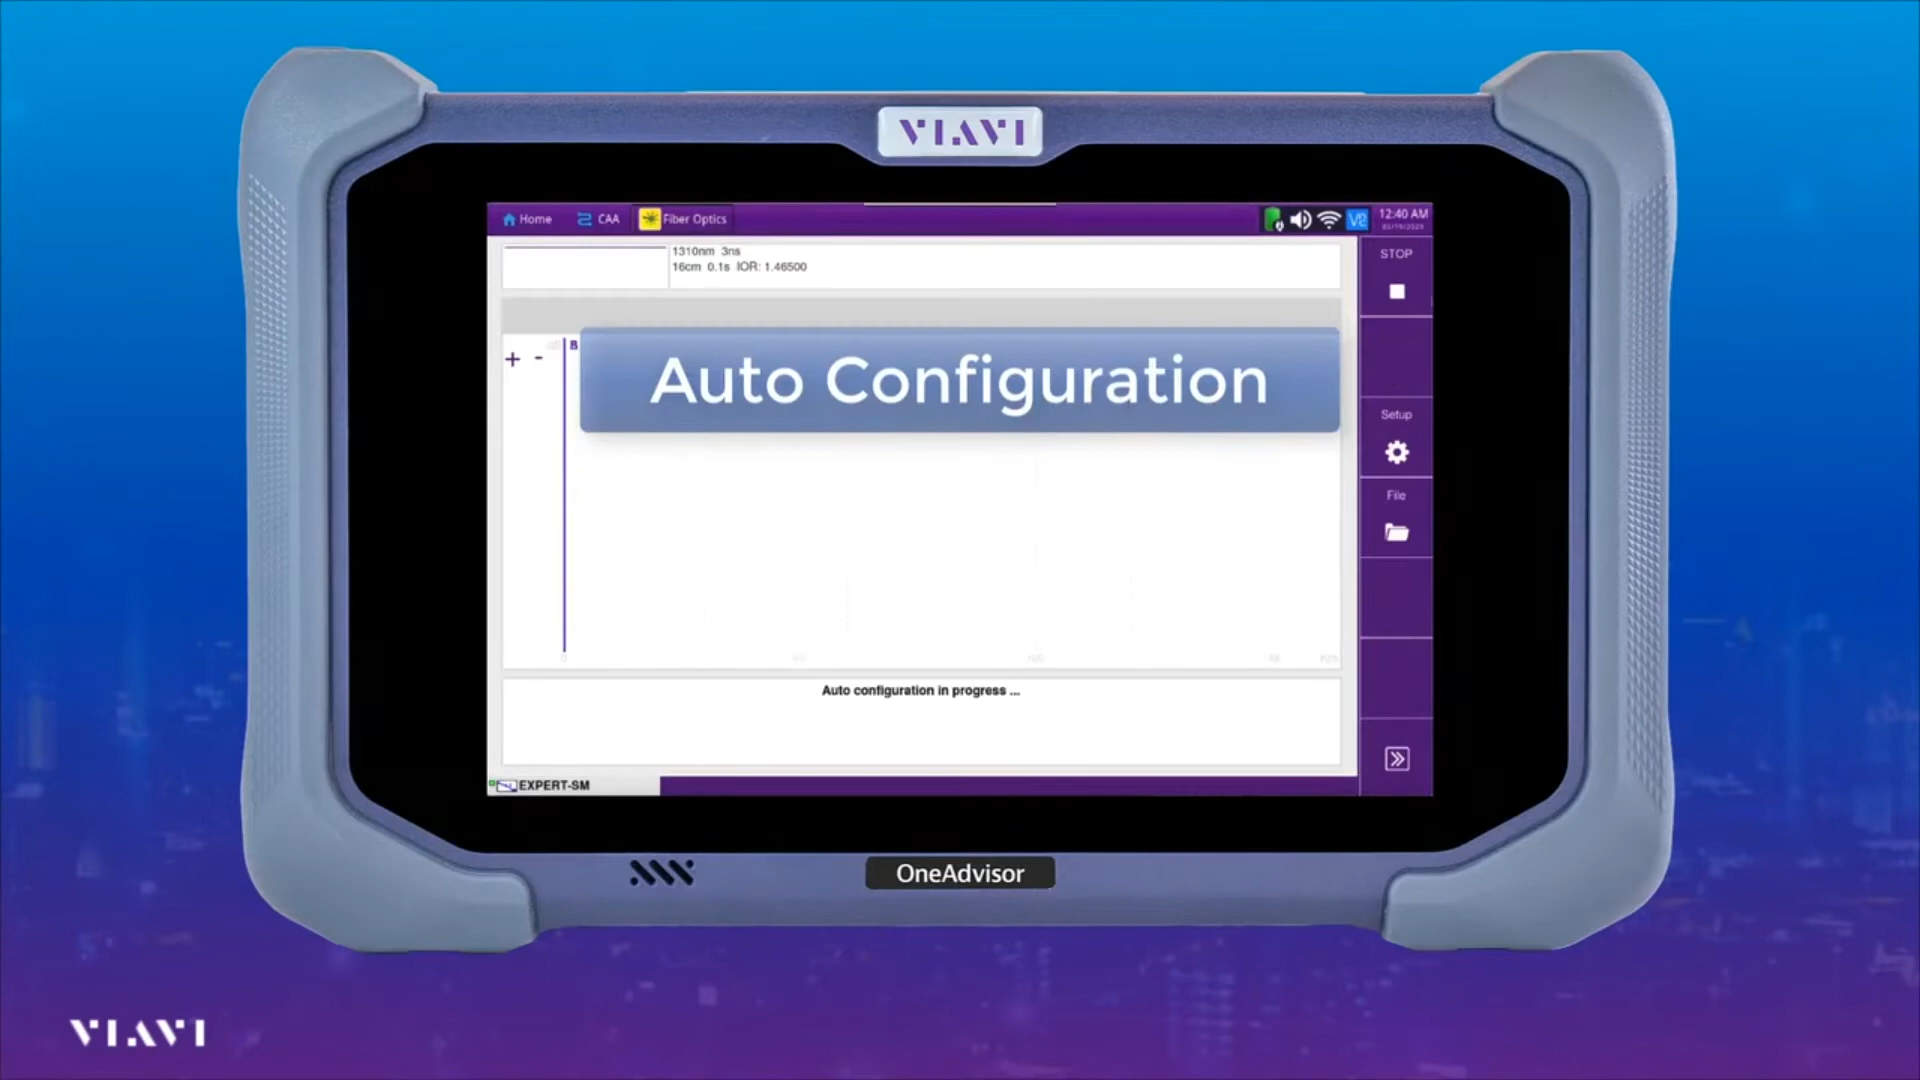 VIAVI
Home CAA Fiber Optics 12:40 AM
1310nm 3ns
16cm 0.1s IOR: 1.46500
STOP
+ - B
Auto Configuration
Setup
File
0
Auto configuration in progress ...
EXPERT-SM
OneAdvisor
VIAVI